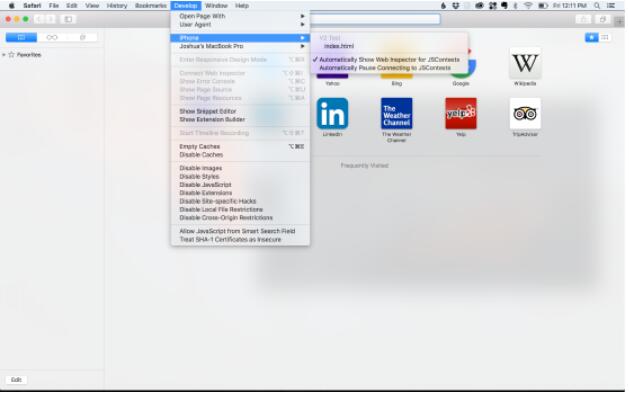 Safari File Edit View History Bookmarks Develop Window Help
Fri 12:11 PM
Favorites
Open Page With
User Agent
iPhone
Joshua's MacBook Pro
Enter Responsive Design Mode ⌥⌘R
Connect Web Inspector
Show Error Console ⌥⌘C
Show Page Source ⌥⌘U
Show Page Resources ⌥⌘A
Show Snippet Editor
Show Extension Builder
Start Timeline Recording
Empty Caches ⌥⌘E
Disable Caches
Disable Images
Disable Styles
Disable JavaScript
Disable Extensions
Disable Site-specific Hacks
Disable Local File Restrictions
Disable Cross-Origin Restrictions
Allow JavaScript from Smart Search Field
Treat SHA-1 Certificates as Insecure
V2 Test
index.html
✓ Automatically Show Web Inspector for JSContexts
Automatically Pause Connecting to JSContexts
W
Yahoo Bing Google Wikipedia
in
The
Weather
Channel
yelp
LinkedIn The Weather Channel Yelp TripAdvisor
Frequently Visited
Edit